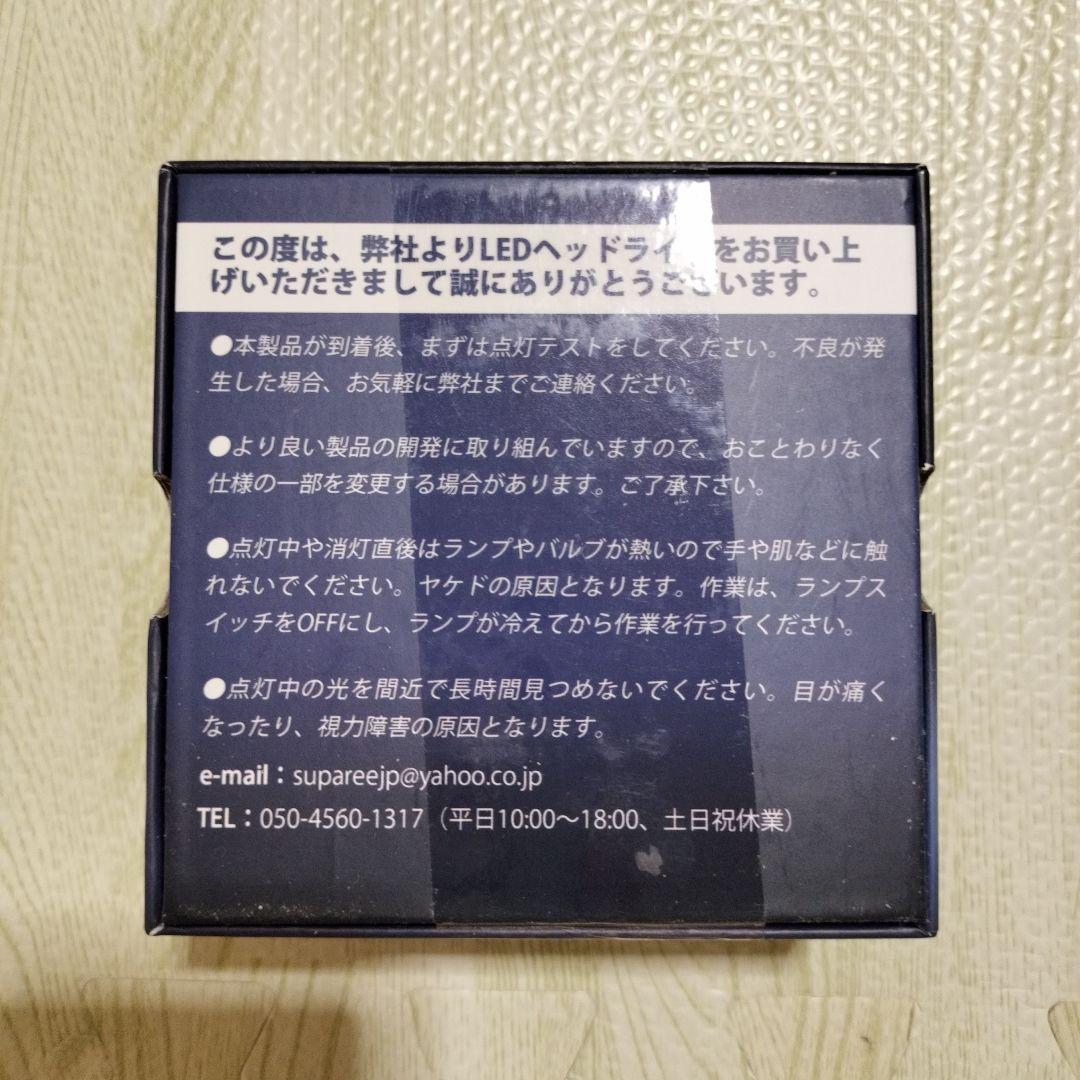 この度は、弊社よりLEDヘッドライトをお買い上
げいただきまして誠にありがとうございます。
●本製品が到着後、まずは点灯テストをしてください。不良が発
生した場合、お気軽に弊社までご連絡ください。
●より良い製品の開発に取り組んでいますので、おことわりなく
仕様の一部を変更する場合があります。ご了承下さい。
●点灯中や消灯直後はランプやバルブが熱いので手や肌などに触
れないでください。ヤケドの原因となります。作業は、ランプス
イッチをOFFにし、ランプが冷えてから作業を行ってください。
●点灯中の光を間近で長時間見つめないでください。目が痛く
なったり、視力障害の原因となります。
e-mail：supareejp@yahoo.co.jp
TEL：050-4560-1317（平日10:00～18:00、土日祝休業）